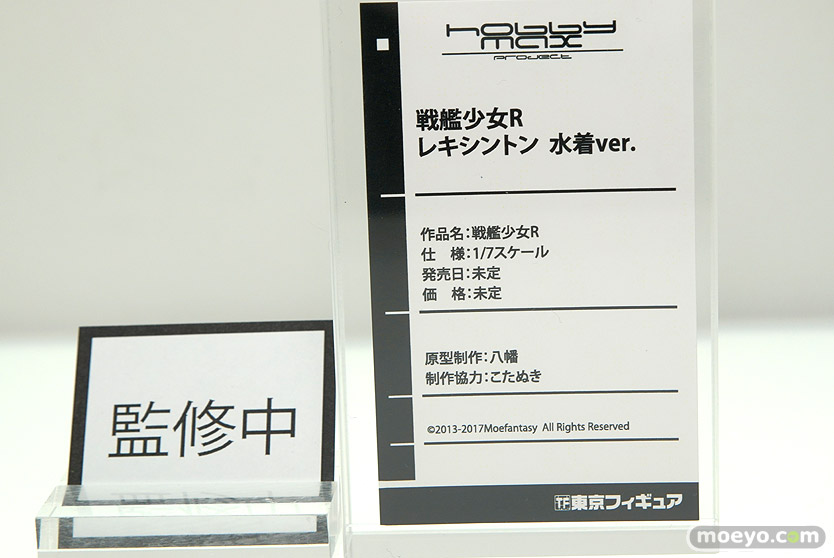 hobby
max
project
戦艦少女R
レキシントン 水着ver.
作品名:戦艦少女R
仕 様:1/7スケール
発売日:未定
価 格:未定
原型制作:八幡
制作協力:こたぬき
©2013-2017Moefantasy All Rights Reserved
TF東京フィギュア
監修中
moeyo.com